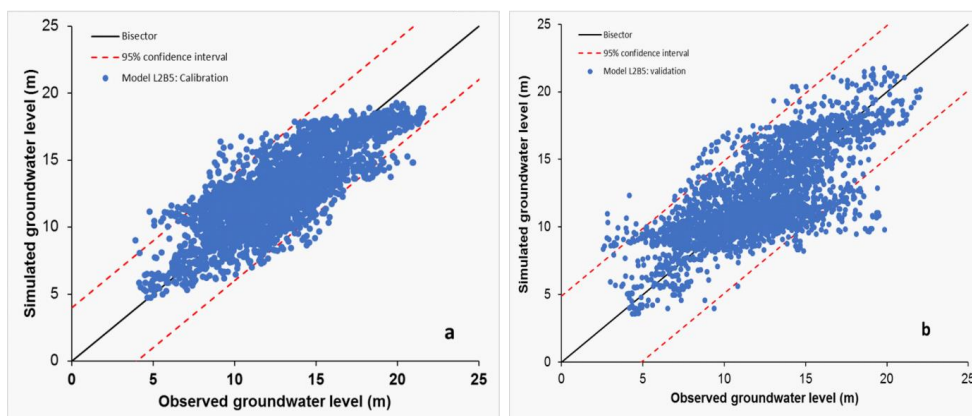 25
20
15
10
5
0
Simulated groundwater level (m)
Bisector
95% confidence interval
Model L2B5: Calibration
a
0 5 10 15 20 25
Observed groundwater level (m)
25
20
15
10
5
0
Simulated groundwater level (m)
Bisector
95% confidence interval
Model L2B5: validation
b
0 5 10 15 20 25
Observed groundwater level (m)